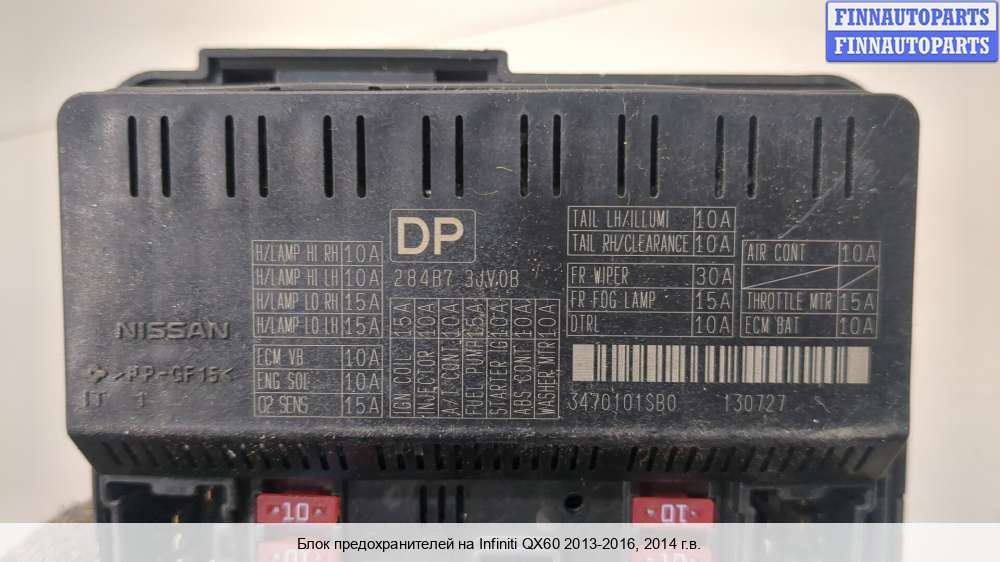 FINNAUTOPARTS
FINNAUTOPARTS
DP
284B7 3JV0B
H/LAMP HI RH 10A
H/LAMP HI LH 10A
H/LAMP LO RH 15A
H/LAMP LO LH 15A
ECM VB 10A
ENG SOL 10A
O2 SENS 15A
NISSAN
>PP-GF15<
IT T
IGN COIL 15A
INJECTOR 10A
A/T CONT 10A
FUEL PUMP 15A
STARTER IG 10A
ABS CONT 10A
WASHER MTR 10A
TAIL LH/ILLUMI 10A
TAIL RH/CLEARANCE 10A
FR WIPER 30A
FR FOG LAMP 15A
DTRL 10A
AIR CONT 10A
THROTTLE MTR 15A
ECM BAT 10A
3470101SB0 130727
10
10
Блок предохранителей на Infiniti QX60 2013-2016, 2014 г.в.